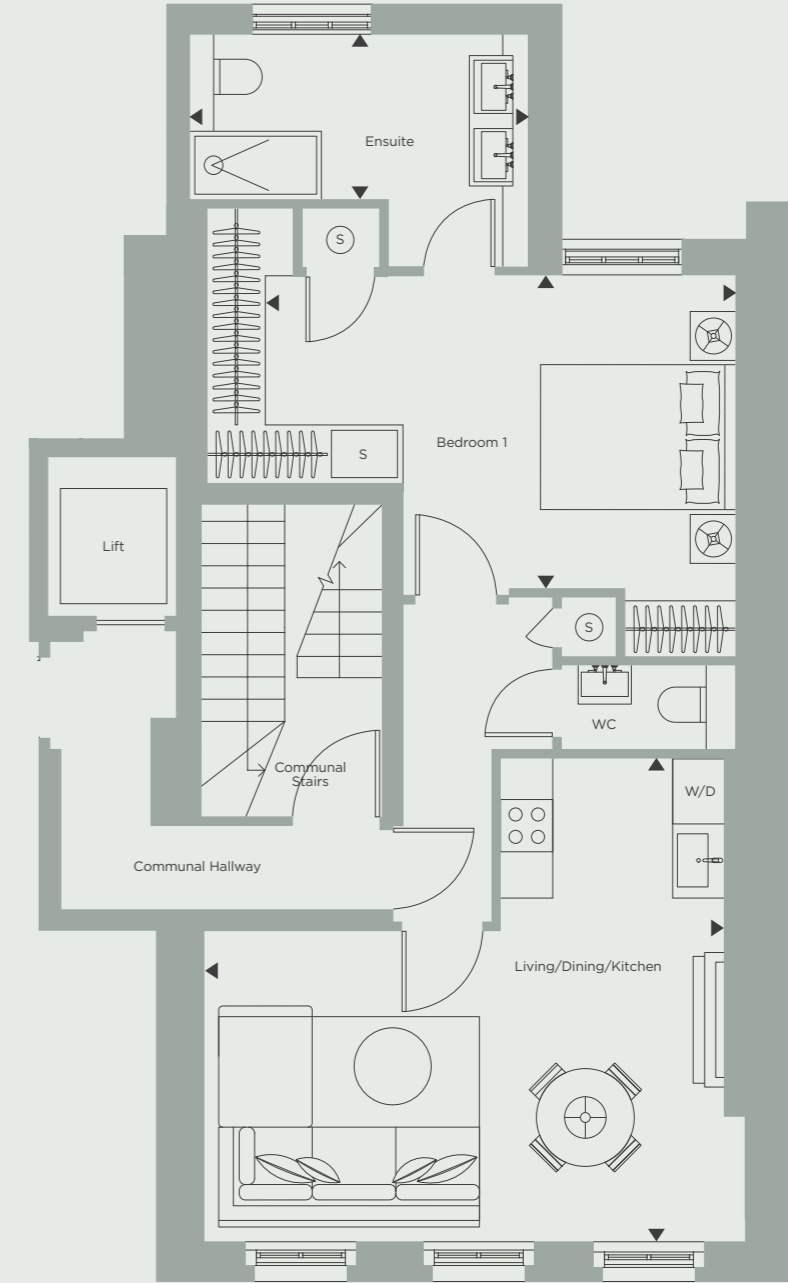 Ensuite
S
Bedroom 1
S
Lift
S
WC
Communal
Stairs
W/D
Communal Hallway
Living/Dining/Kitchen